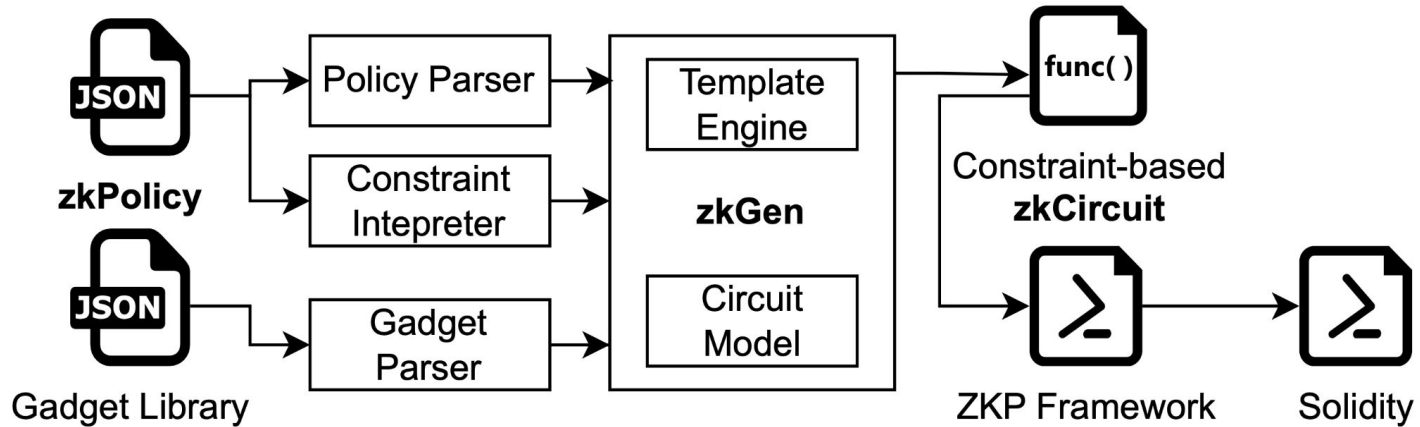 JSON
zkPolicy
JSON
Gadget Library
Policy Parser
Constraint
Intepreter
Gadget
Parser
Template
Engine
zkGen
Circuit
Model
func( )
Constraint-based
zkCircuit
ZKP Framework
Solidity